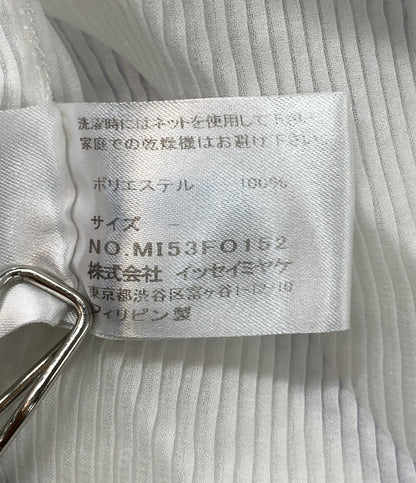 洗濯時にはネットを使用して下さい
家庭での乾燥機はお避け下さい
ポリエステル 100%
サイズ -
NO.MI53FO152
株式会社 イッセイミヤケ
東京都渋谷区富ヶ谷1-12-10
フィリピン製